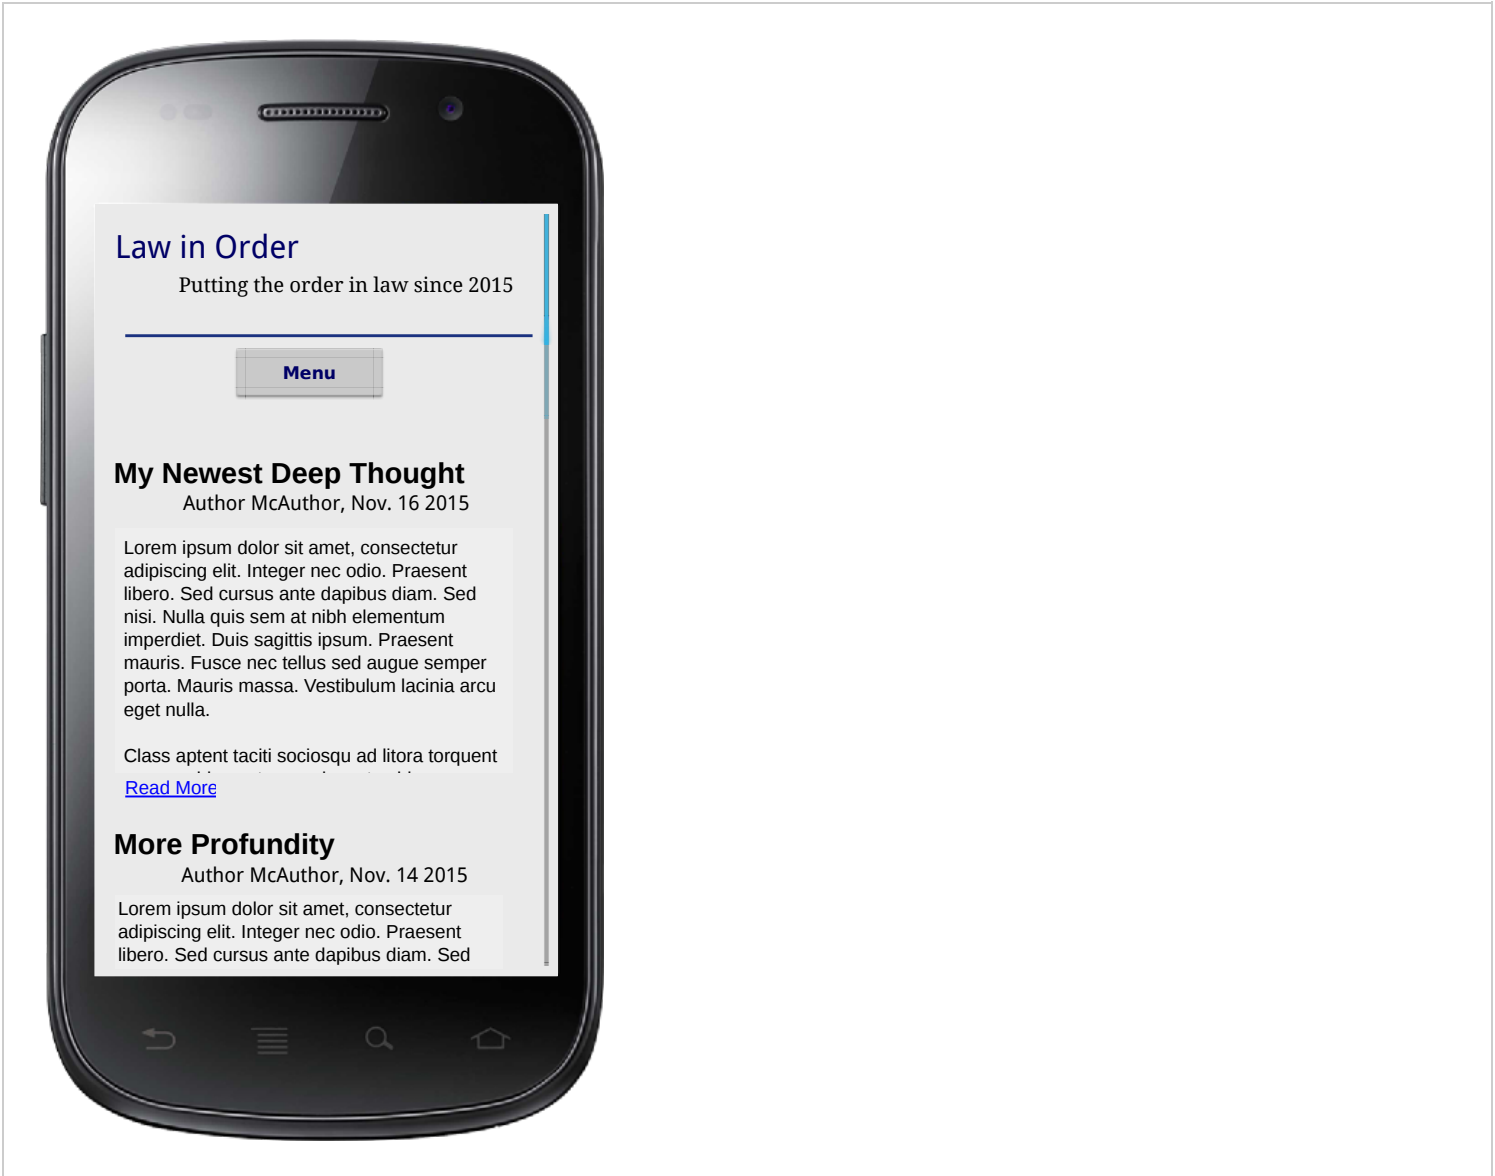 Law in Order
Putting the order in law since 2015
Menu
My Newest Deep Thought
Author McAuthor, Nov. 16 2015
Lorem ipsum dolor sit amet, consectetur
adipiscing elit. Integer nec odio. Praesent
libero. Sed cursus ante dapibus diam. Sed
nisi. Nulla quis sem at nibh elementum
imperdiet. Duis sagittis ipsum. Praesent
mauris. Fusce nec tellus sed augue semper
porta. Mauris massa. Vestibulum lacinia arcu
eget nulla.
Class aptent taciti sociosqu ad litora torquent
Read More
More Profundity
Author McAuthor, Nov. 14 2015
Lorem ipsum dolor sit amet, consectetur
adipiscing elit. Integer nec odio. Praesent
libero. Sed cursus ante dapibus diam. Sed